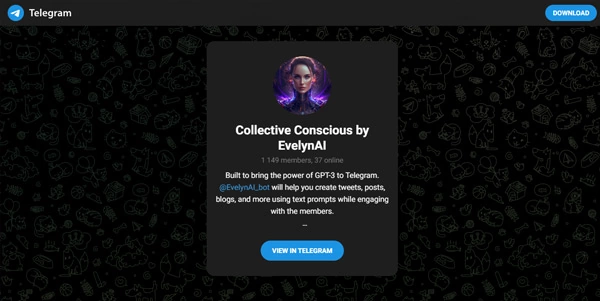 Telegram
DOWNLOAD
Collective Conscious by
EvelynAI
1 149 members, 37 online
Built to bring the power of GPT-3 to Telegram.
@EvelynAI_bot will help you create tweets, posts,
blogs, and more using text prompts while engaging
with the members.
...
VIEW IN TELEGRAM